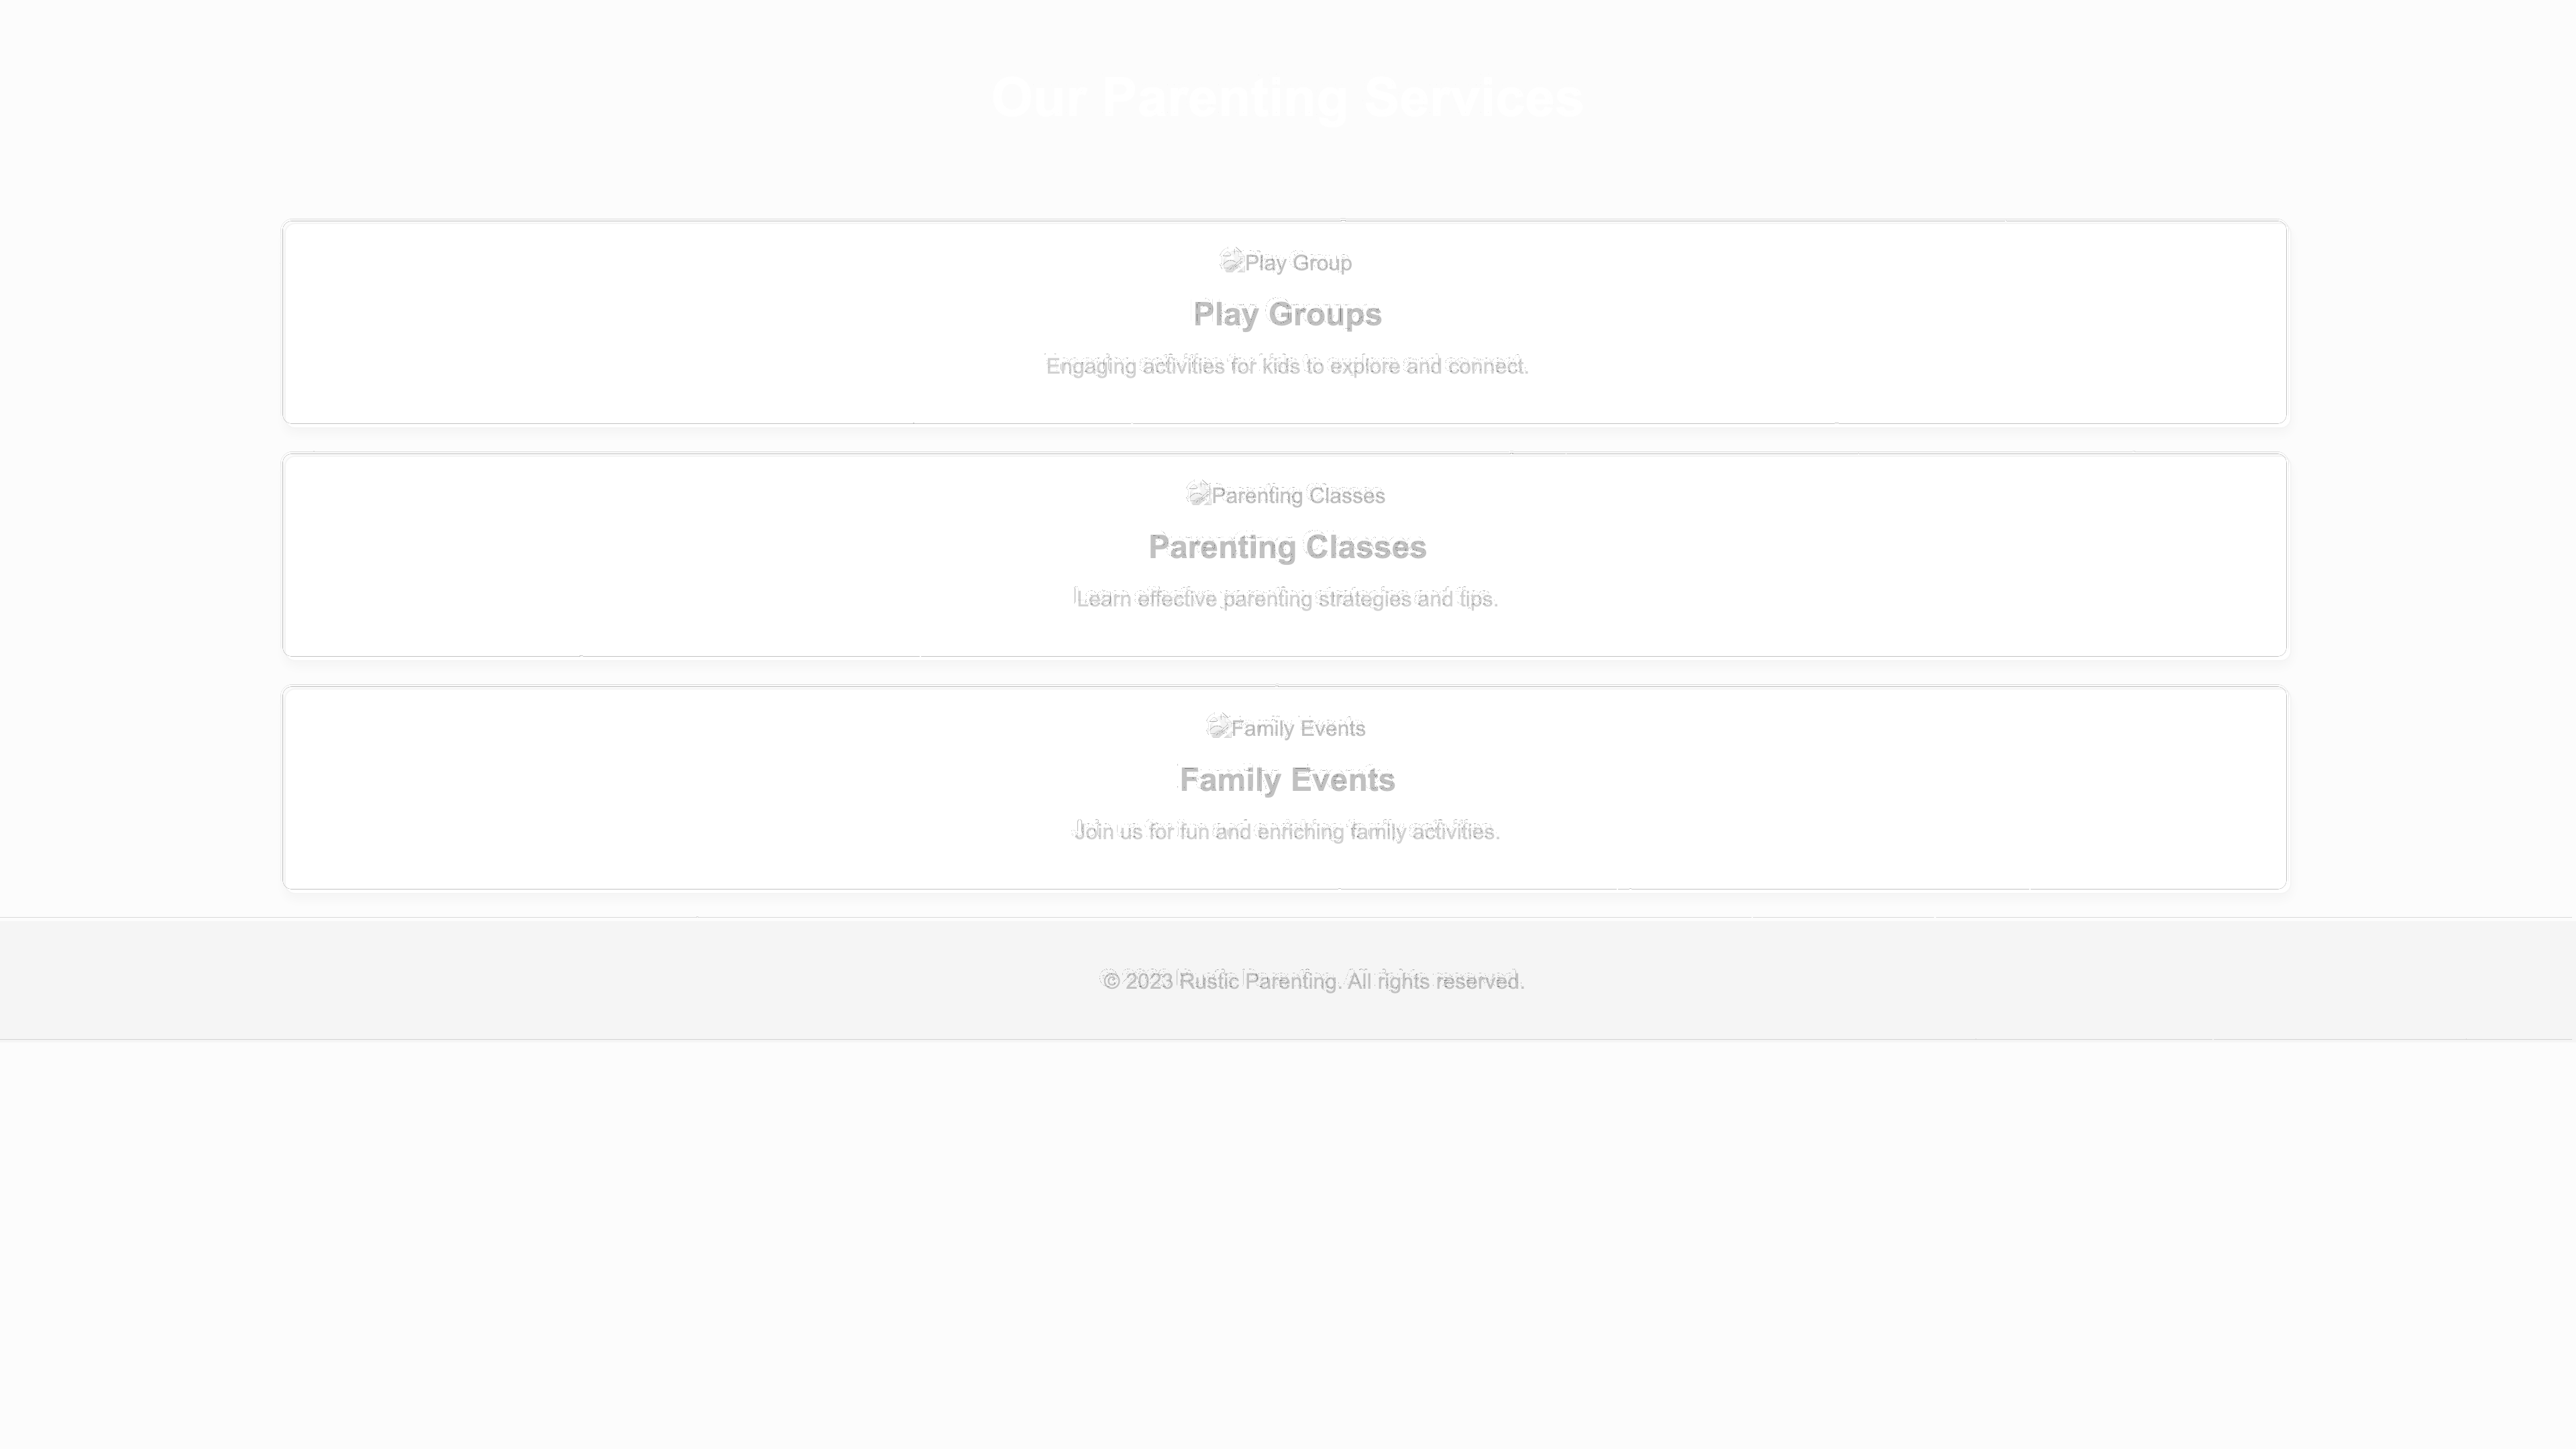 Our Parenting Services
Play Group
Play Groups
Engaging activities for kids to explore and connect.
Parenting Classes
Parenting Classes
Learn effective parenting strategies and tips.
Family Events
Family Events
Join us for fun and enriching family activities.
© 2023 Rustic Parenting. All rights reserved.